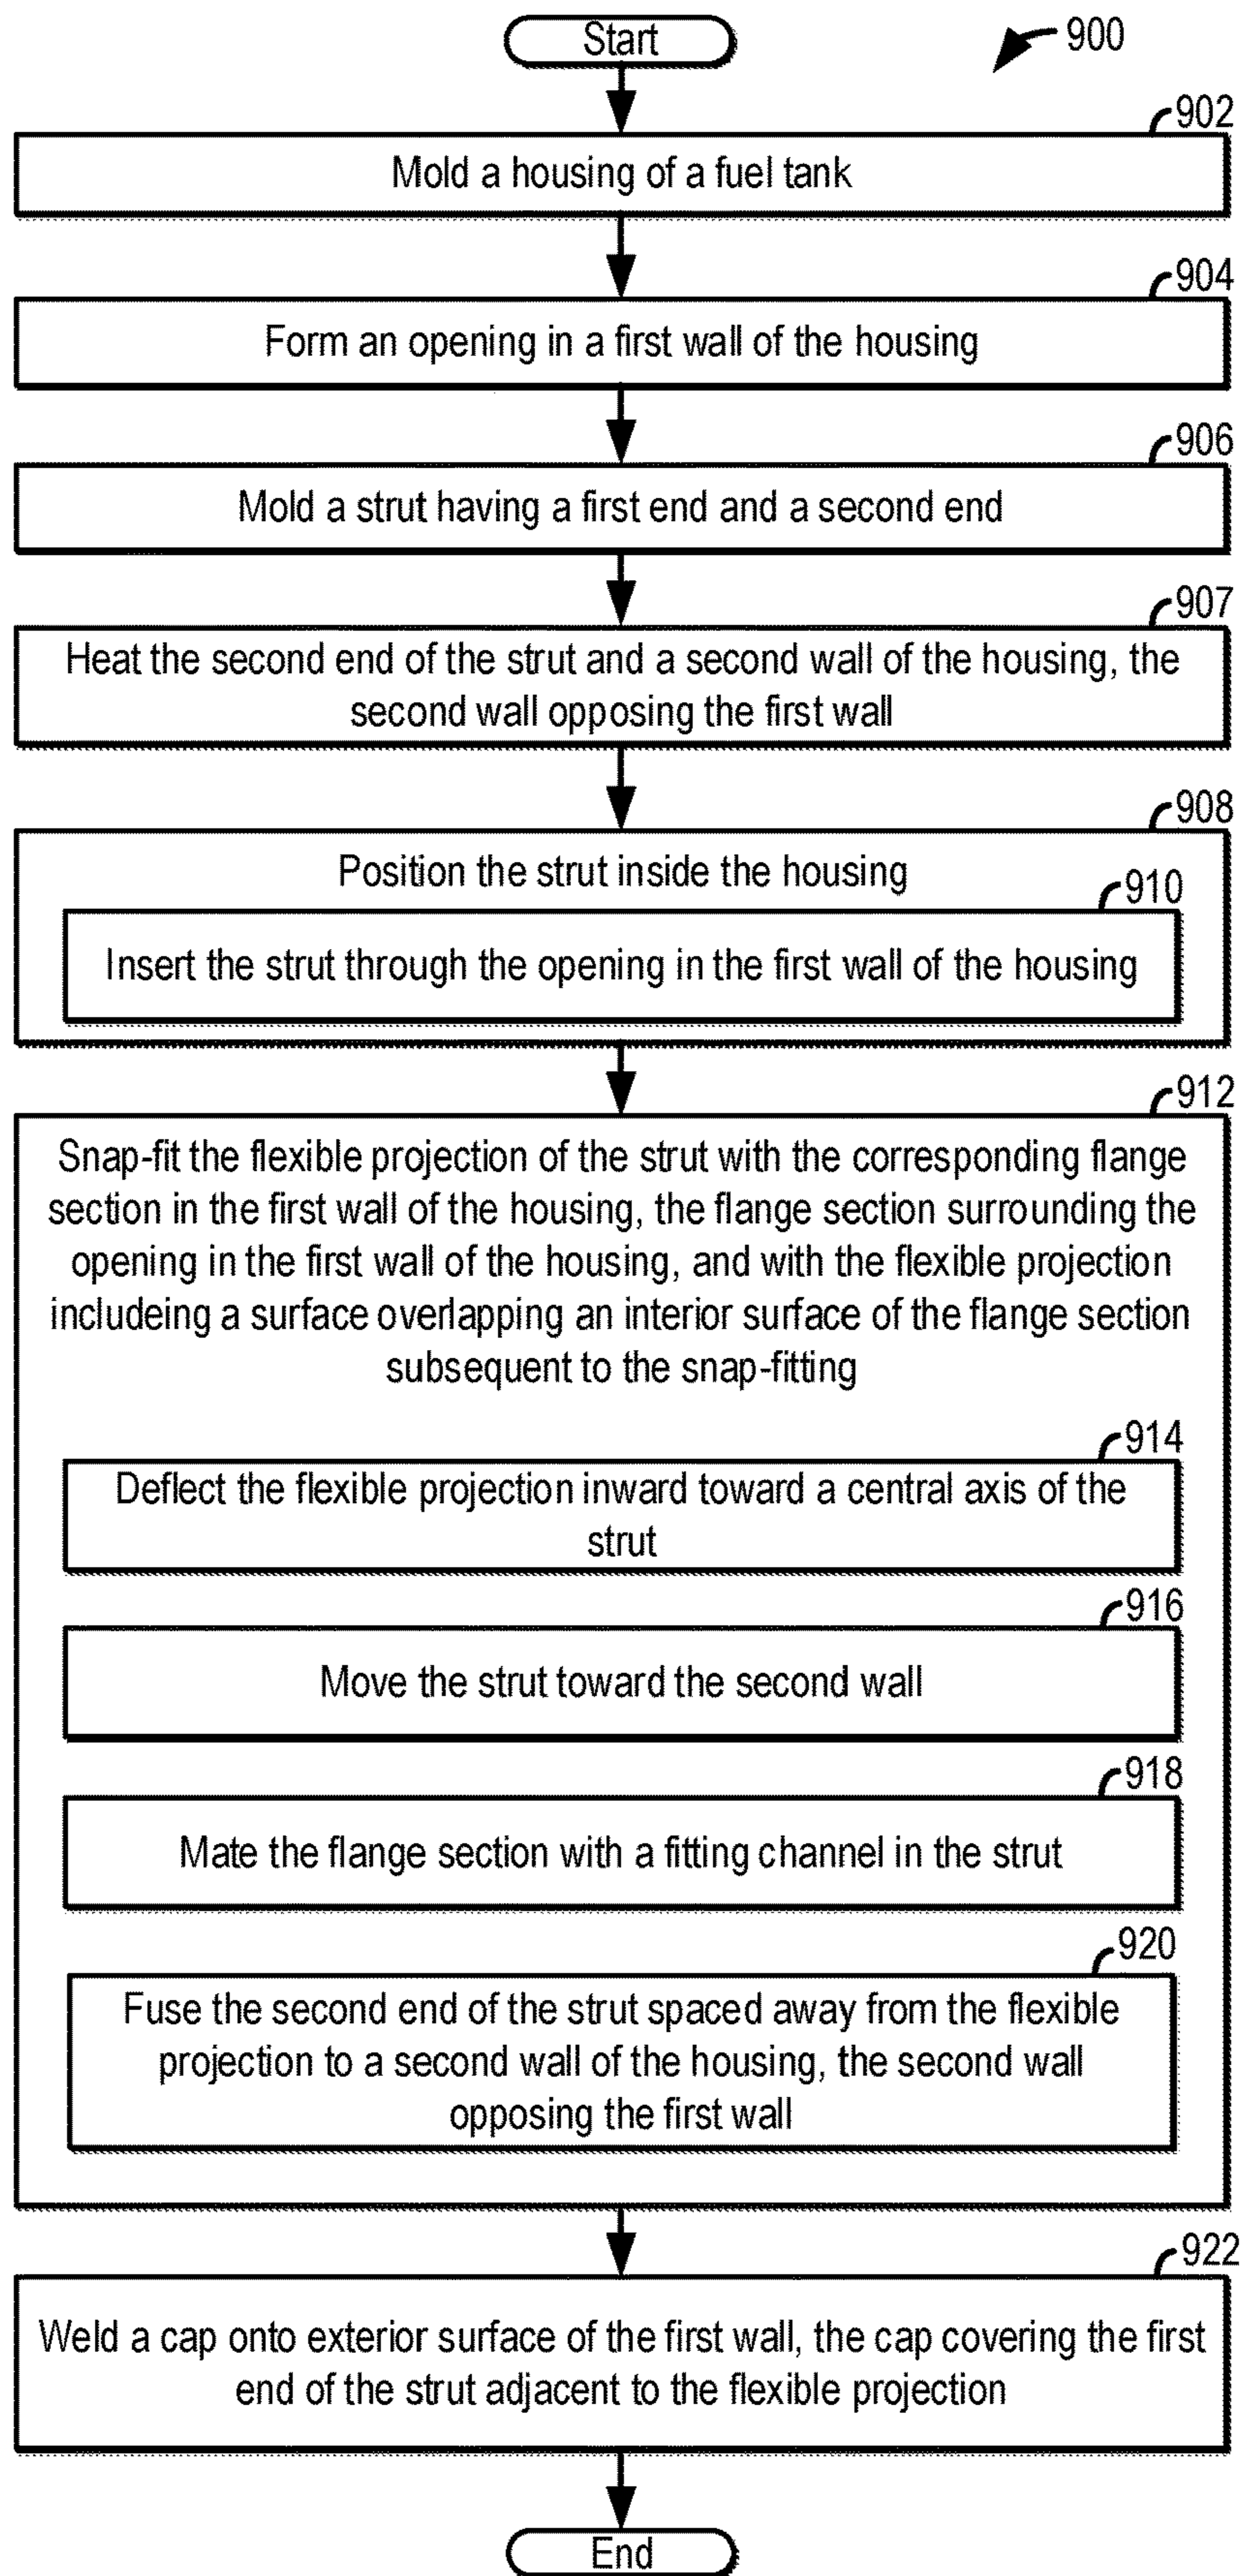 Start
900
902
Mold a housing of a fuel tank
904
Form an opening in a first wall of the housing
906
Mold a strut having a first end and a second end
907
Heat the second end of the strut and a second wall of the housing, the
second wall opposing the first wall
908
Position the strut inside the housing
910
Insert the strut through the opening in the first wall of the housing
912
Snap-fit the flexible projection of the strut with the corresponding flange
section in the first wall of the housing, the flange section surrounding the
opening in the first wall of the housing, and with the flexible projection
includeing a surface overlapping an interior surface of the flange section
subsequent to the snap-fitting
914
Deflect the flexible projection inward toward a central axis of the
strut
916
Move the strut toward the second wall
918
Mate the flange section with a fitting channel in the strut
920
Fuse the second end of the strut spaced away from the flexible
projection to a second wall of the housing, the second wall
opposing the first wall
922
Weld a cap onto exterior surface of the first wall, the cap covering the first
end of the strut adjacent to the flexible projection
End